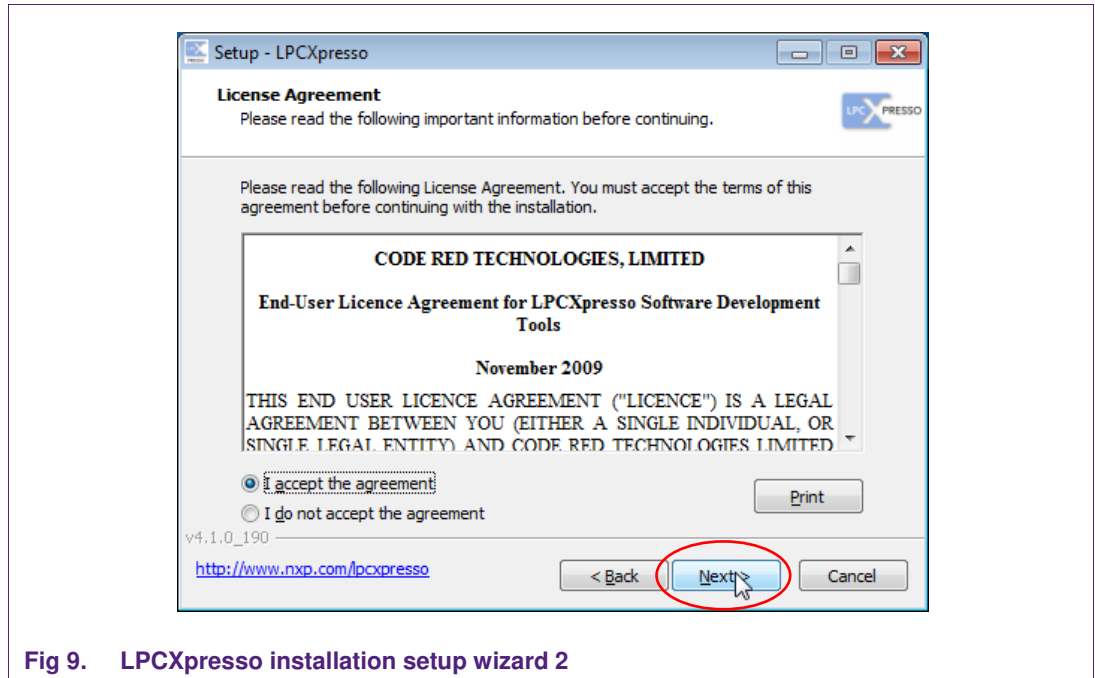 Setup - LPCXpresso
License Agreement
Please read the following important information before continuing.
LPC XPRESSO
Please read the following License Agreement. You must accept the terms of this
agreement before continuing with the installation.
CODE RED TECHNOLOGIES, LIMITED
End-User Licence Agreement for LPCXpresso Software Development
Tools
November 2009
THIS END USER LICENCE AGREEMENT ("LICENCE") IS A LEGAL
AGREEMENT BETWEEN YOU (EITHER A SINGLE INDIVIDUAL, OR
SINGLE LEGAL ENTITY) AND CODE RED TECHNOLOGIES LIMITED
I accept the agreement
Print
I do not accept the agreement
v4.1.0_190
http://www.nxp.com/lpcxpresso
< Back
Next >
Cancel
Fig 9. LPCXpresso installation setup wizard 2